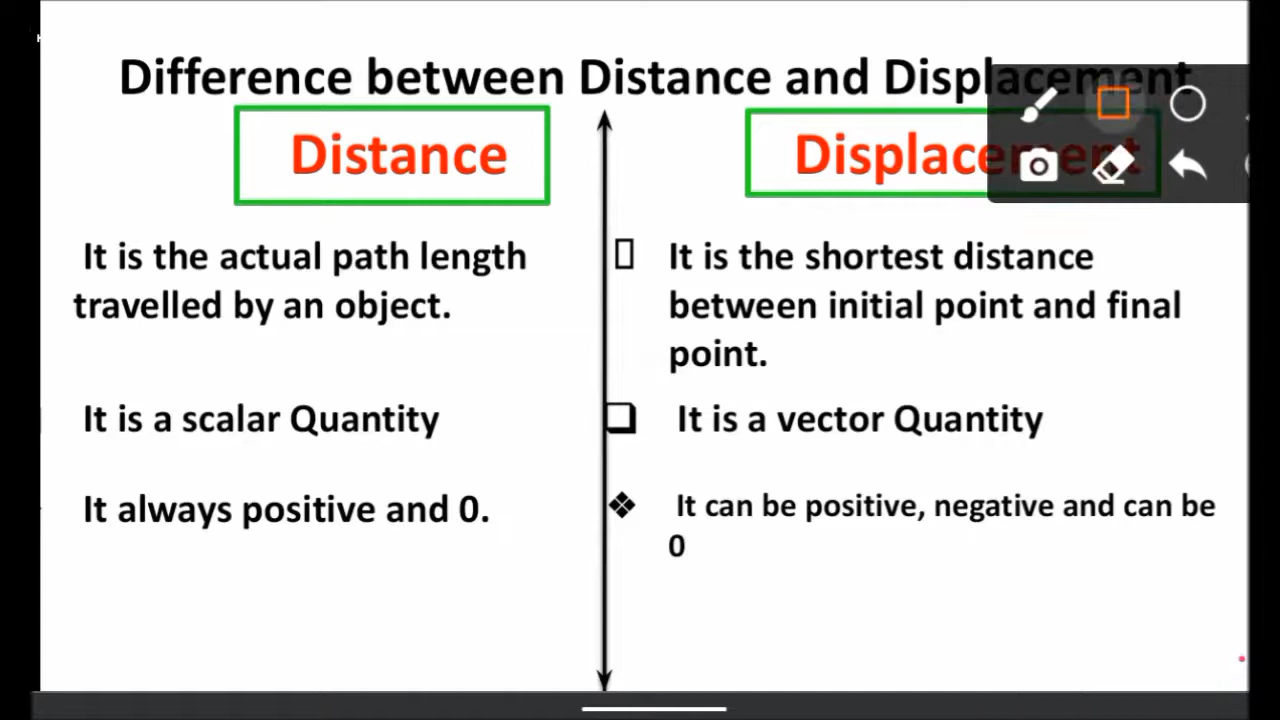 Difference between Distance and Displacement
Distance
Displacement
It is the actual path length
travelled by an object.
It is the shortest distance
between initial point and final
point.
It is a scalar Quantity
It is a vector Quantity
It always positive and 0.
It can be positive, negative and can be
0